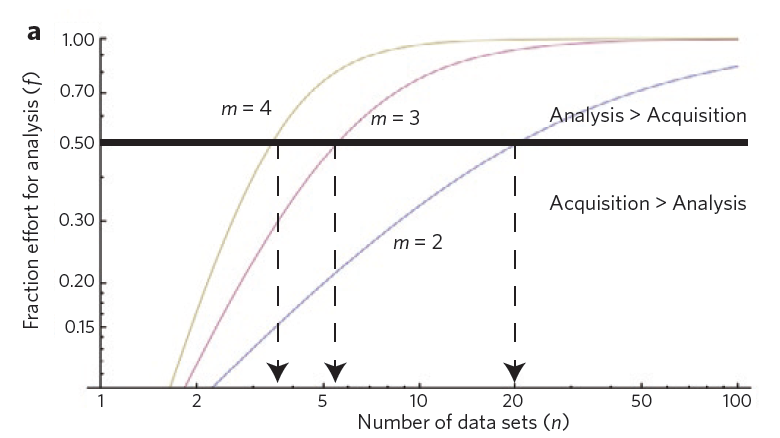 a
Fraction effort for analysis (f)
1.00
0.70
0.50
0.30
0.20
0.15
m = 4
m = 3
m = 2
Analysis > Acquisition
Acquisition > Analysis
1 2 5 10 20 50 100
Number of data sets (n)